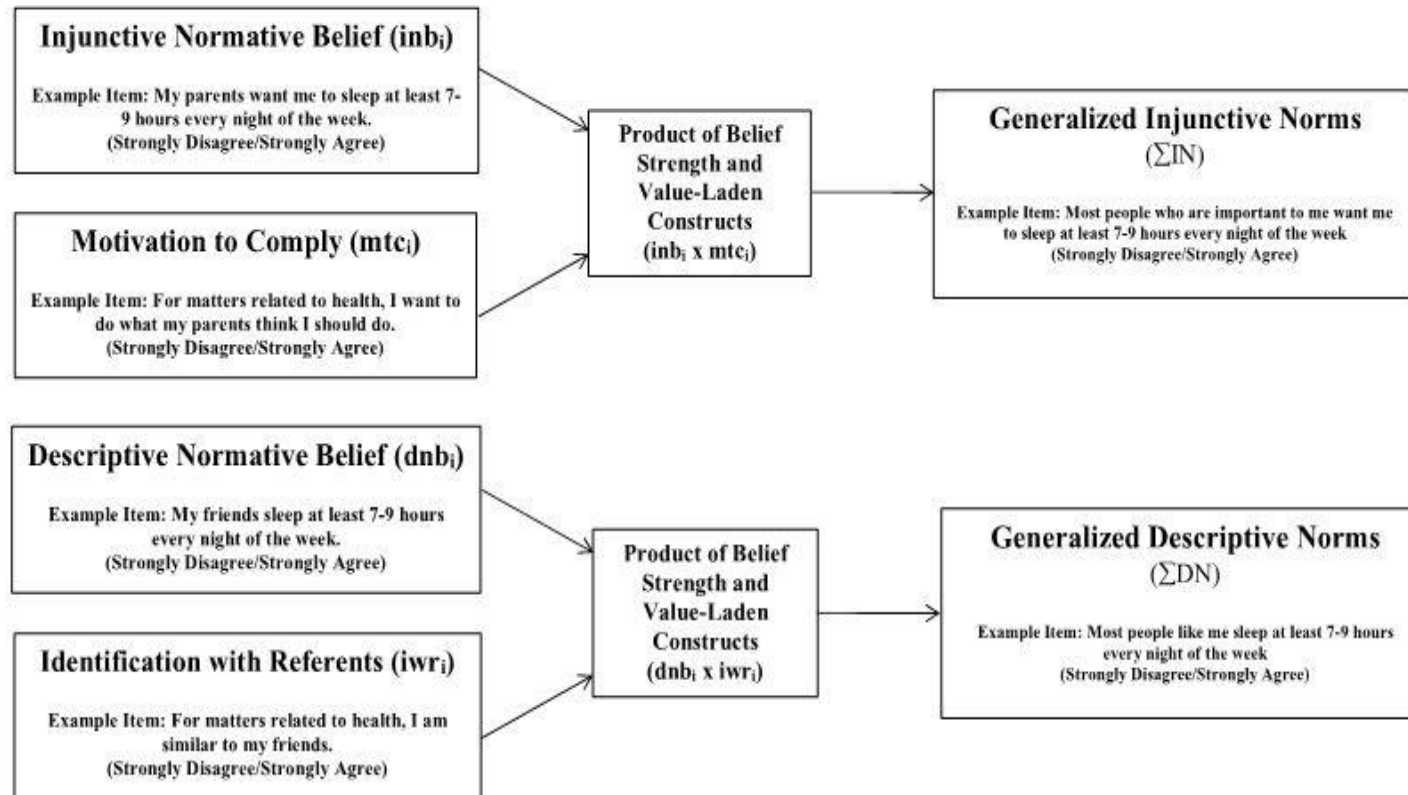 Injunctive Normative Belief (inbᵢ)
Example Item: My parents want me to sleep at least 7-
9 hours every night of the week.
(Strongly Disagree/Strongly Agree)
Motivation to Comply (mtcᵢ)
Example Item: For matters related to health, I want to
do what my parents think I should do.
(Strongly Disagree/Strongly Agree)
Product of Belief
Strength and
Value-Laden
Constructs
(inbᵢ x mtcᵢ)
Generalized Injunctive Norms
(∑IN)
Example Item: Most people who are important to me want me
to sleep at least 7-9 hours every night of the week
(Strongly Disagree/Strongly Agree)
Descriptive Normative Belief (dnbᵢ)
Example Item: My friends sleep at least 7-9 hours
every night of the week.
(Strongly Disagree/Strongly Agree)
Identification with Referents (iwrᵢ)
Example Item: For matters related to health, I am
similar to my friends.
(Strongly Disagree/Strongly Agree)
Product of Belief
Strength and
Value-Laden
Constructs
(dnbᵢ x iwrᵢ)
Generalized Descriptive Norms
(∑DN)
Example Item: Most people like me sleep at least 7-9 hours
every night of the week
(Strongly Disagree/Strongly Agree)